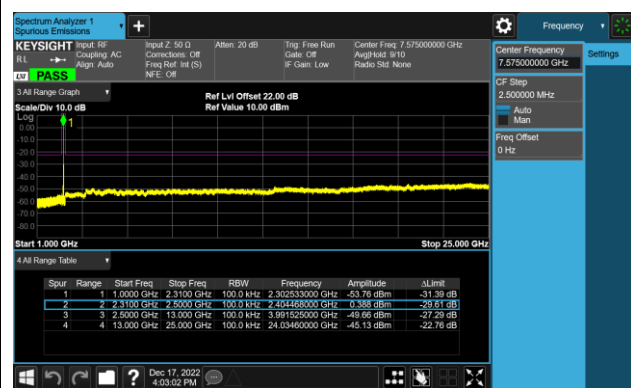 Spectrum Analyzer 1
Spurious Emissions
Frequency
KEYSIGHT
Input: RF
Input Z: 50 Ω
Atten: 20 dB
Trig: Free Run
Center Freq: 7.575000000 GHz
RL
Coupling: AC
Corrections: Off
Gate: Off
Avg|Hold: 9/10
Align: Auto
Freq Ref: Int (S)
IF Gain: Low
Radio Std: None
NFE: Off
LXI
PASS
Center Frequency
7.575000000 GHz
Settings
CF Step
2.500000 MHz
Auto
Man
Freq Offset
0 Hz
3 All Range Graph
Ref Lvl Offset 22.00 dB
Scale/Div 10.0 dB
Ref Value 10.00 dBm
Log
1
0.00
-10.0
-20.0
-30.0
-40.0
-50.0
-60.0
-70.0
-80.0
Start 1.000 GHz
Stop 25.000 GHz
4 All Range Table
Spur Range Start Freq Stop Freq RBW Frequency Amplitude ΔLimit
1 1 1.0000 GHz 2.3100 GHz 100.0 kHz 2.302533000 GHz -53.76 dBm -31.39 dB
2 2 2.3100 GHz 2.5000 GHz 100.0 kHz 2.404468000 GHz 0.388 dBm -29.61 dB
3 3 2.5000 GHz 13.000 GHz 100.0 kHz 3.991525000 GHz -49.66 dBm -27.29 dB
4 4 13.000 GHz 25.000 GHz 100.0 kHz 24.03460000 GHz -45.13 dBm -22.76 dB
?
Dec 17, 2022
4:03:02 PM